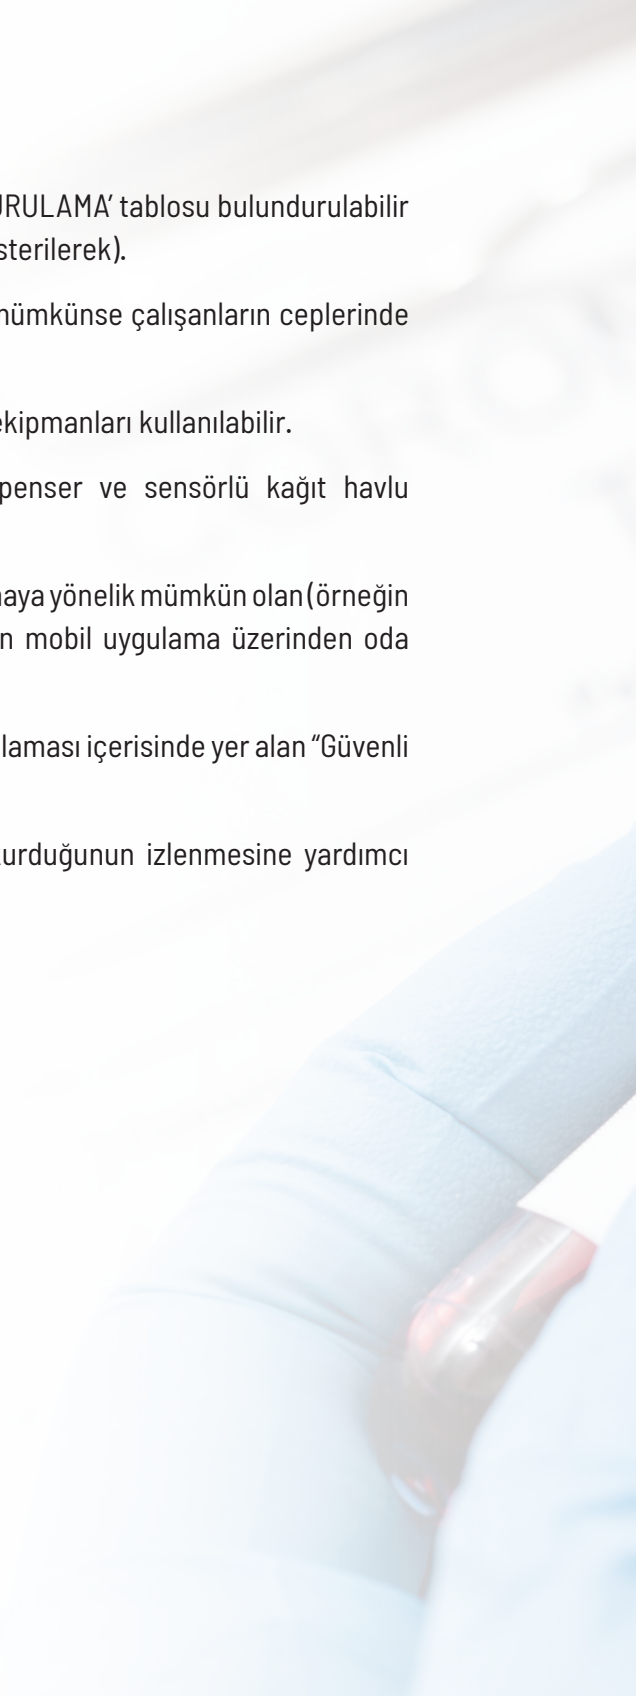 URULAMA’ tablosu bulundurulabilir
sterilerek).
mümkünse çalışanların ceplerinde
ekipmanları kullanılabilir.
penser ve sensörlü kağıt havlu
maya yönelik mümkün olan (örneğin
n mobil uygulama üzerinden oda
laması içerisinde yer alan “Güvenli
urduğunun izlenmesine yardımcı